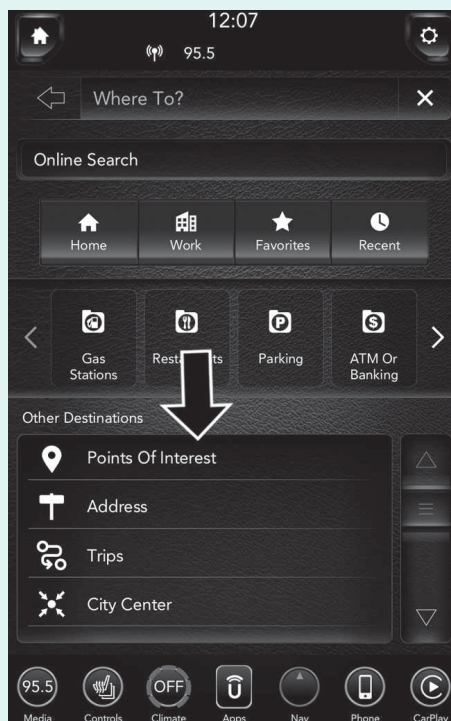 12:07
95.5
Where To?
Online Search
Home Work Favorites Recent
Gas Stations Parking ATM Or Banking
Other Destinations
Points Of Interest
Address
Trips
City Center
95.5 OFF
Media Controls Climate Apps Nav Phone CarPlay